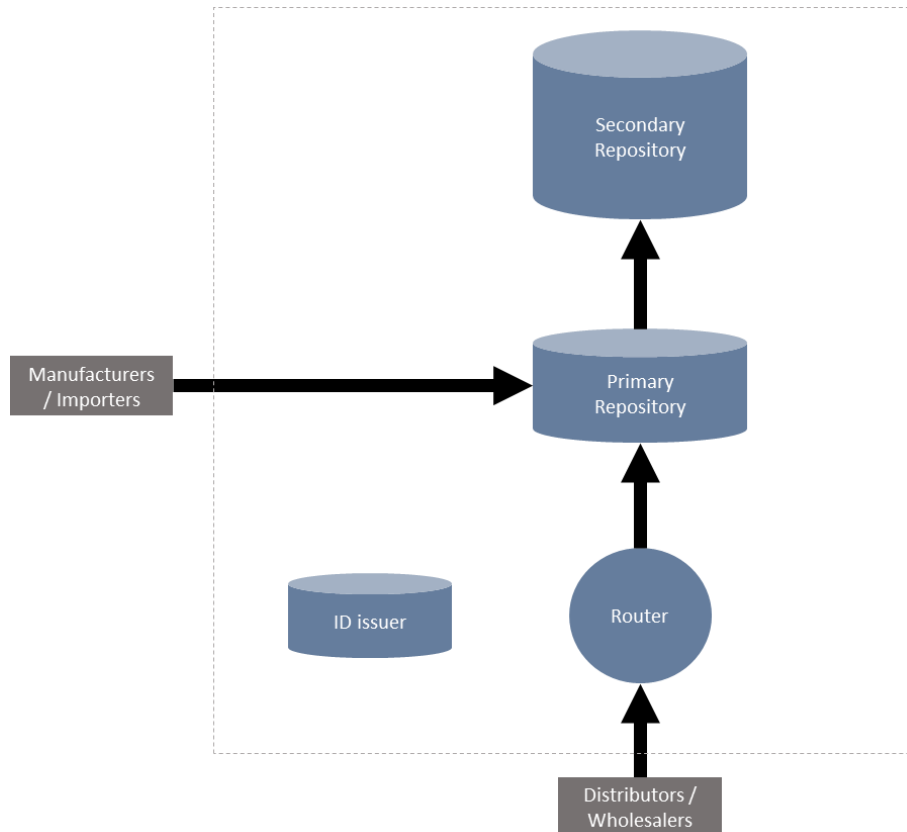 Secondary
Repository
Manufacturers
/ Importers
Primary
Repository
ID issuer
Router
Distributors /
Wholesalers